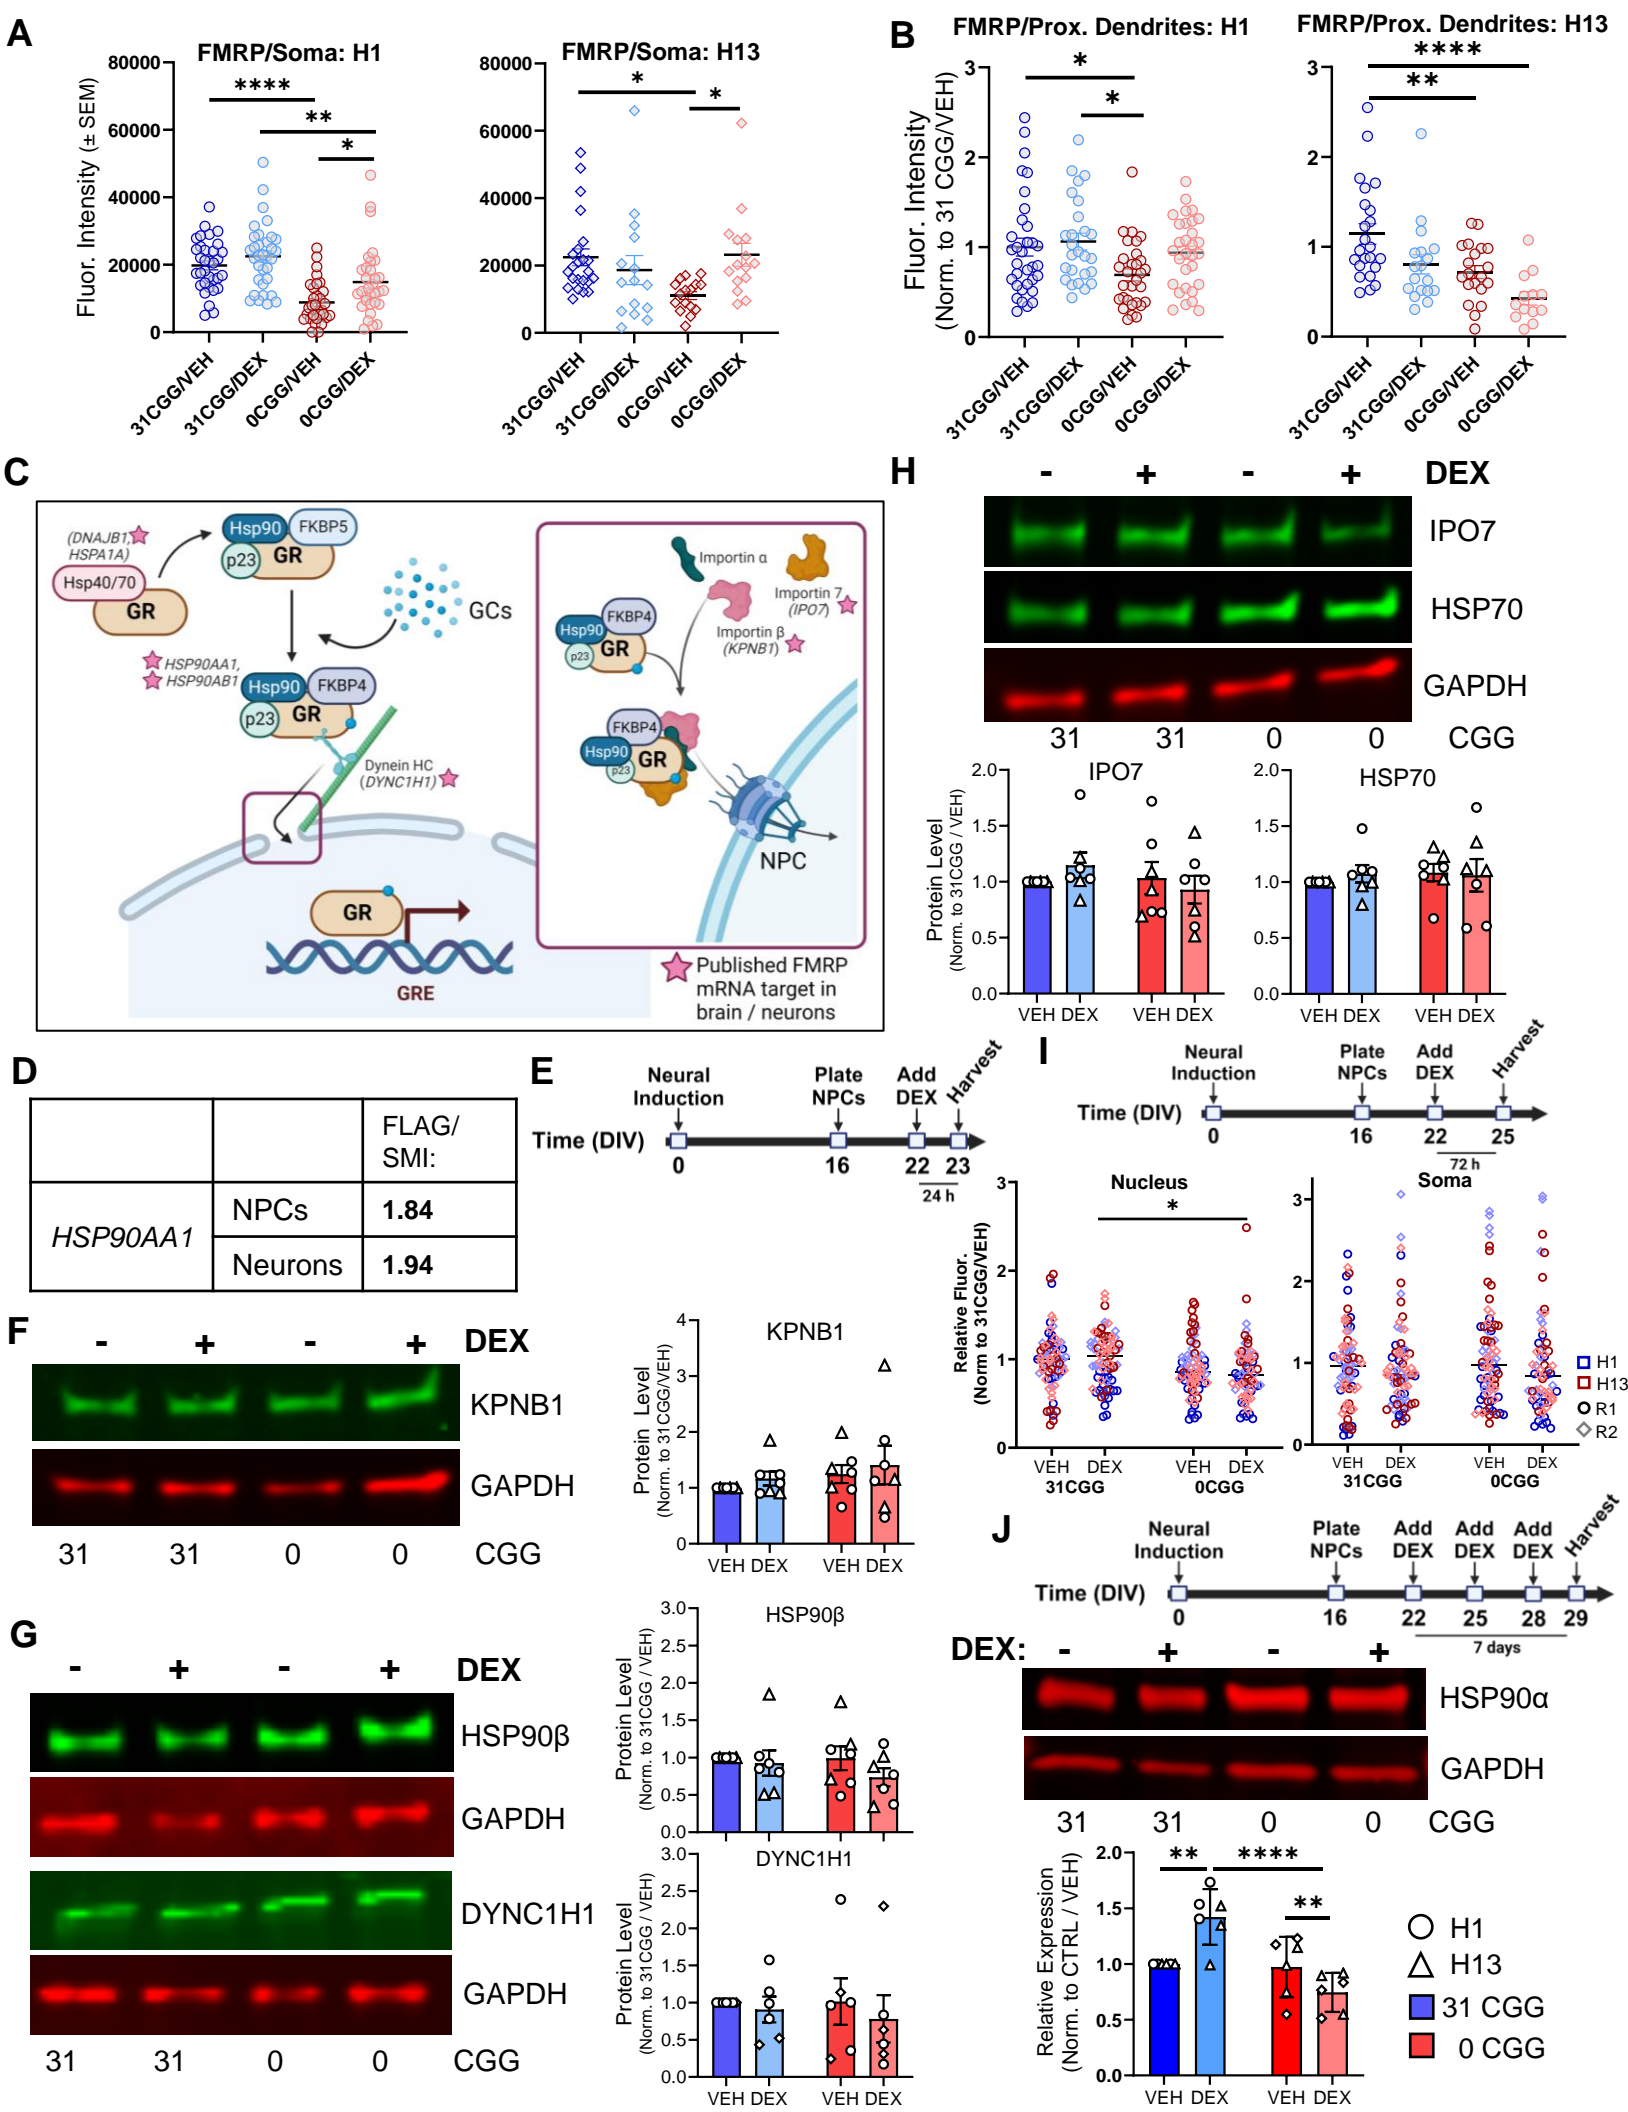 A
FMRP/Soma: H1
Fluor. Intensity (± SEM)
80000
60000
40000
20000
0
****
**
*
31CGG/VEH
31CGG/DEX
0CGG/VEH
0CGG/DEX
FMRP/Soma: H13
80000
60000
40000
20000
0
*
*
31CGG/VEH
31CGG/DEX
0CGG/VEH
0CGG/DEX
B
FMRP/Prox. Dendrites: H1
Fluor. Intensity
(Norm. to 31 CGG/VEH)
3
2
1
0
*
*
31CGG/VEH
31CGG/DEX
0CGG/VEH
0CGG/DEX
FMRP/Prox. Dendrites: H13
3
2
1
0
****
**
31CGG/VEH
31CGG/DEX
0CGG/VEH
0CGG/DEX
C
(DNAJB1,
HSPA1A)
Hsp40/70
GR
Hsp90
FKBP5
p23
GR
GCs
HSP90AA1,
HSP90AB1
Hsp90
FKBP4
p23
GR
Dynein HC
(DYNC1H1)
GR
GRE
Importin α
Importin 7
(IPO7)
Importin β
(KPNB1)
FKBP4
Hsp90
p23
GR
FKBP4
Hsp90
p23
GR
NPC
Published FMRP
mRNA target in
brain / neurons
D
FLAG/
SMI:
HSP90AA1
NPCs
1.84
Neurons
1.94
E
Neural
Induction
Plate
NPCs
Add
DEX
Harvest
Time (DIV)
0
16
22
23
24 h
F
- + - + DEX
KPNB1
GAPDH
31 31 0 0 CGG
KPNB1
Protein Level
(Norm. to 31CGG/VEH)
4
3
2
1
0
VEH DEX VEH DEX
G
- + - + DEX
HSP90β
GAPDH
DYNC1H1
GAPDH
31 31 0 0 CGG
HSP90β
Protein Level
(Norm. to 31CGG / VEH)
3.0
2.5
2.0
1.5
1.0
0.5
0.0
DYNC1H1
Protein Level
(Norm. to 31CGG / VEH)
3.0
2.5
2.0
1.5
1.0
0.5
0.0
VEH DEX VEH DEX
H
- + - + DEX
IPO7
HSP70
GAPDH
31 31 0 0 CGG
IPO7
Protein Level
(Norm. to 31CGG / VEH)
2.0
1.5
1.0
0.5
0.0
VEH DEX VEH DEX
HSP70
2.0
1.5
1.0
0.5
0.0
VEH DEX VEH DEX
I
Neural
Induction
Plate
NPCs
Add
DEX
Harvest
Time (DIV)
0
16
22
25
72 h
Nucleus
Relative Fluor.
(Norm to 31CGG/VEH)
3
2
1
0
*
VEH DEX VEH DEX
31CGG 0CGG
Soma
3
2
1
0
VEH DEX VEH DEX
31CGG 0CGG
H1
H13
R1
R2
J
Neural
Induction
Plate
NPCs
Add
DEX
Add
DEX
Add
DEX
Harvest
Time (DIV)
0
16
22
25
28
29
7 days
DEX: - + - +
HSP90α
GAPDH
31 31 0 0 CGG
Relative Expression
(Norm. to CTRL / VEH)
2.0
1.5
1.0
0.5
0.0
**
****
**
VEH DEX VEH DEX
H1
H13
31 CGG
0 CGG